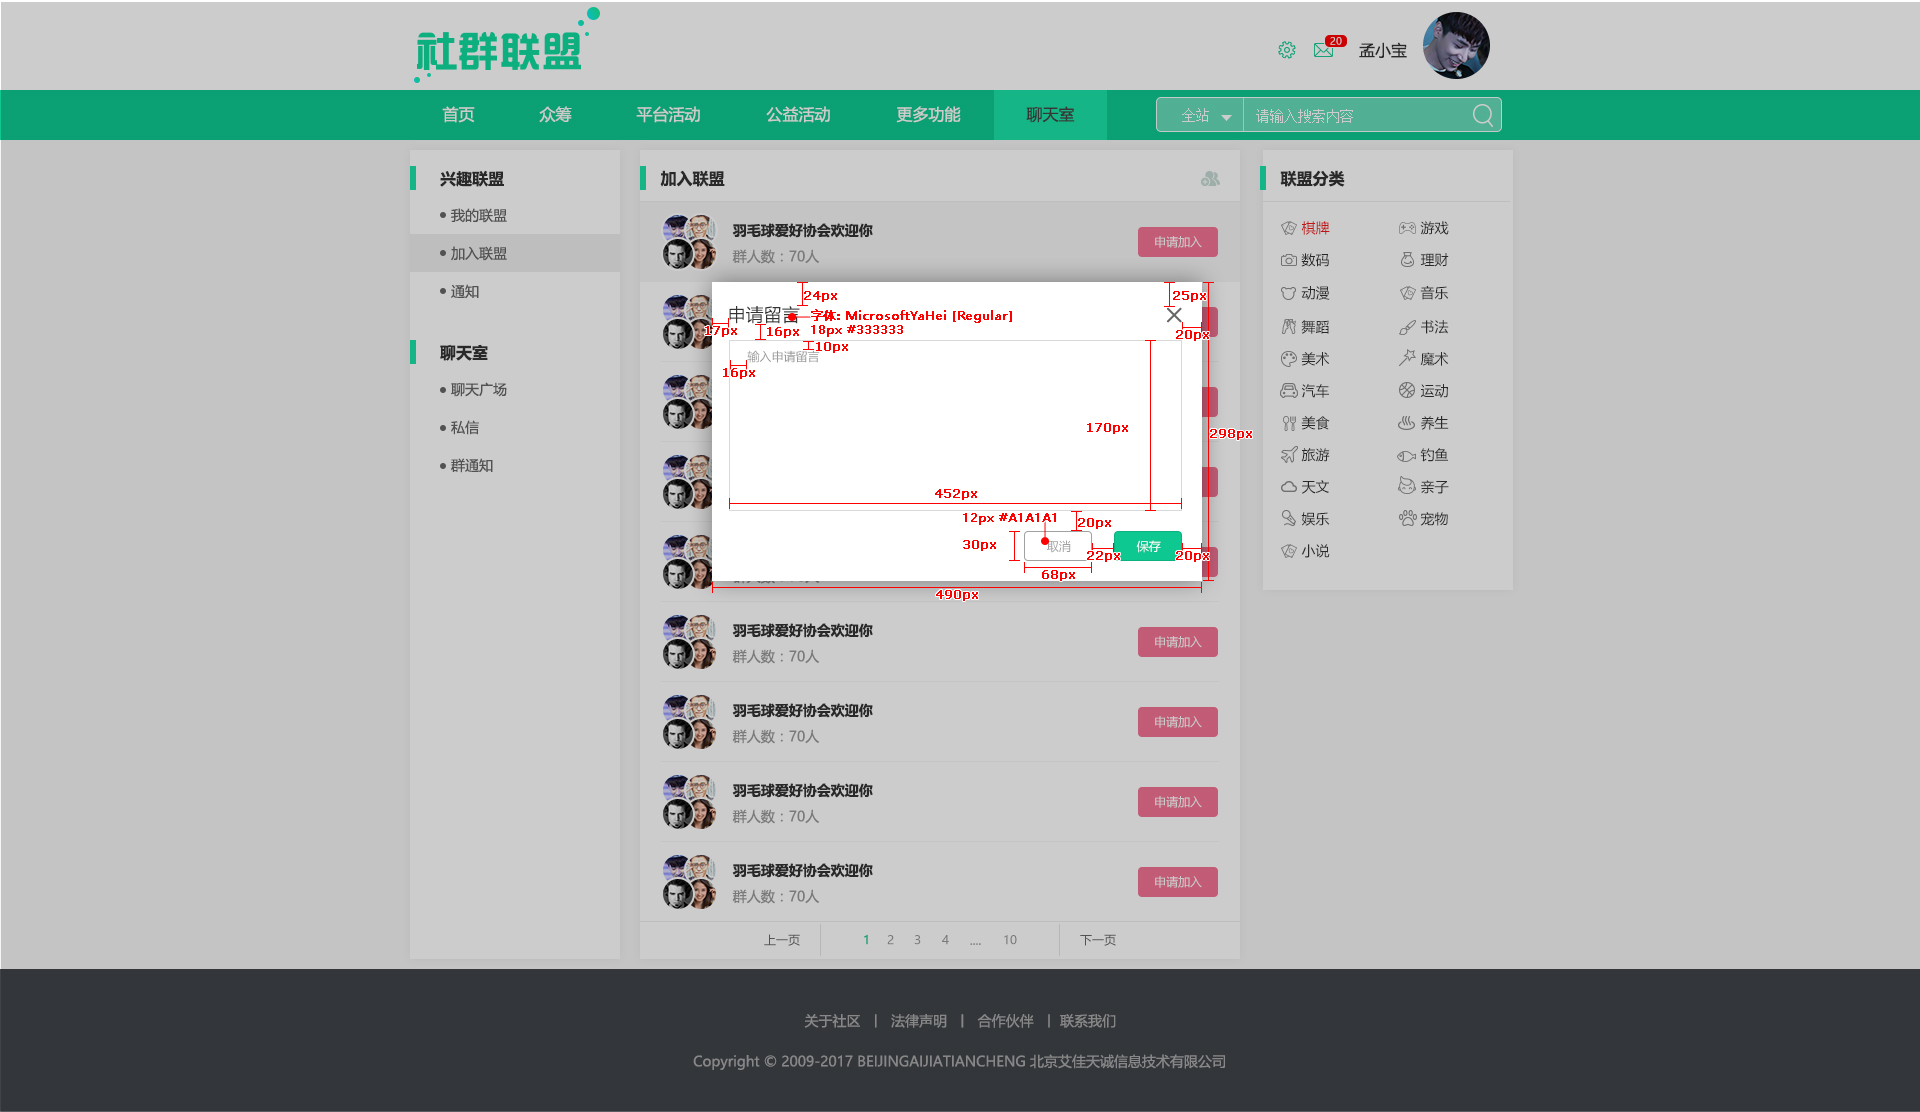 社群联盟
20
孟小宝
首页 众筹 平台活动 公益活动 更多功能 聊天室 全站 请输入搜索内容
兴趣联盟
我的联盟
加入联盟
通知
聊天室
聊天广场
私信
群通知
加入联盟
羽毛球爱好协会欢迎你
群人数：70人
申请加入
24px
25px
申请留言
字体: MicrosoftYaHei [Regular]
18px #333333
17px
16px
20px
10px
输入申请留言
16px
170px
298px
452px
12px #A1A1A1
20px
30px
取消
22px
保存
20px
68px
490px
羽毛球爱好协会欢迎你
群人数：70人
申请加入
羽毛球爱好协会欢迎你
群人数：70人
申请加入
羽毛球爱好协会欢迎你
群人数：70人
申请加入
羽毛球爱好协会欢迎你
群人数：70人
申请加入
上一页 1 2 3 4 .... 10 下一页
联盟分类
棋牌 游戏
数码 理财
动漫 音乐
舞蹈 书法
美术 魔术
汽车 运动
美食 养生
旅游 钓鱼
天文 亲子
娱乐 宠物
小说
关于社区 | 法律声明 | 合作伙伴 | 联系我们
Copyright © 2009-2017 BEIJINGAIJIATIANCHENG 北京艾佳天诚信息技术有限公司